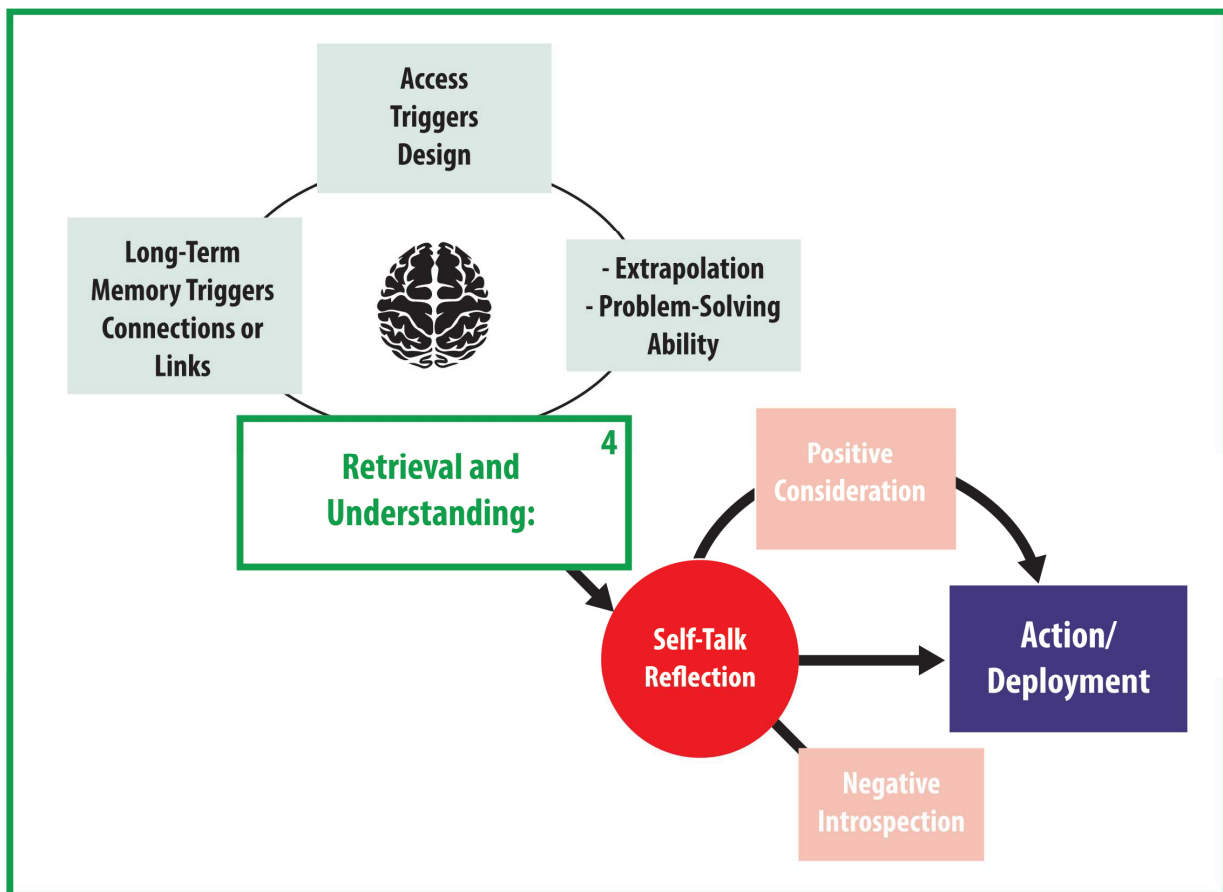 Access
Triggers
Design
Long-Term
Memory Triggers
Connections or
Links
- Extrapolation
- Problem-Solving
Ability
4
Retrieval and
Understanding:
Positive
Consideration
Self-Talk
Reflection
Action/
Deployment
Negative
Introspection